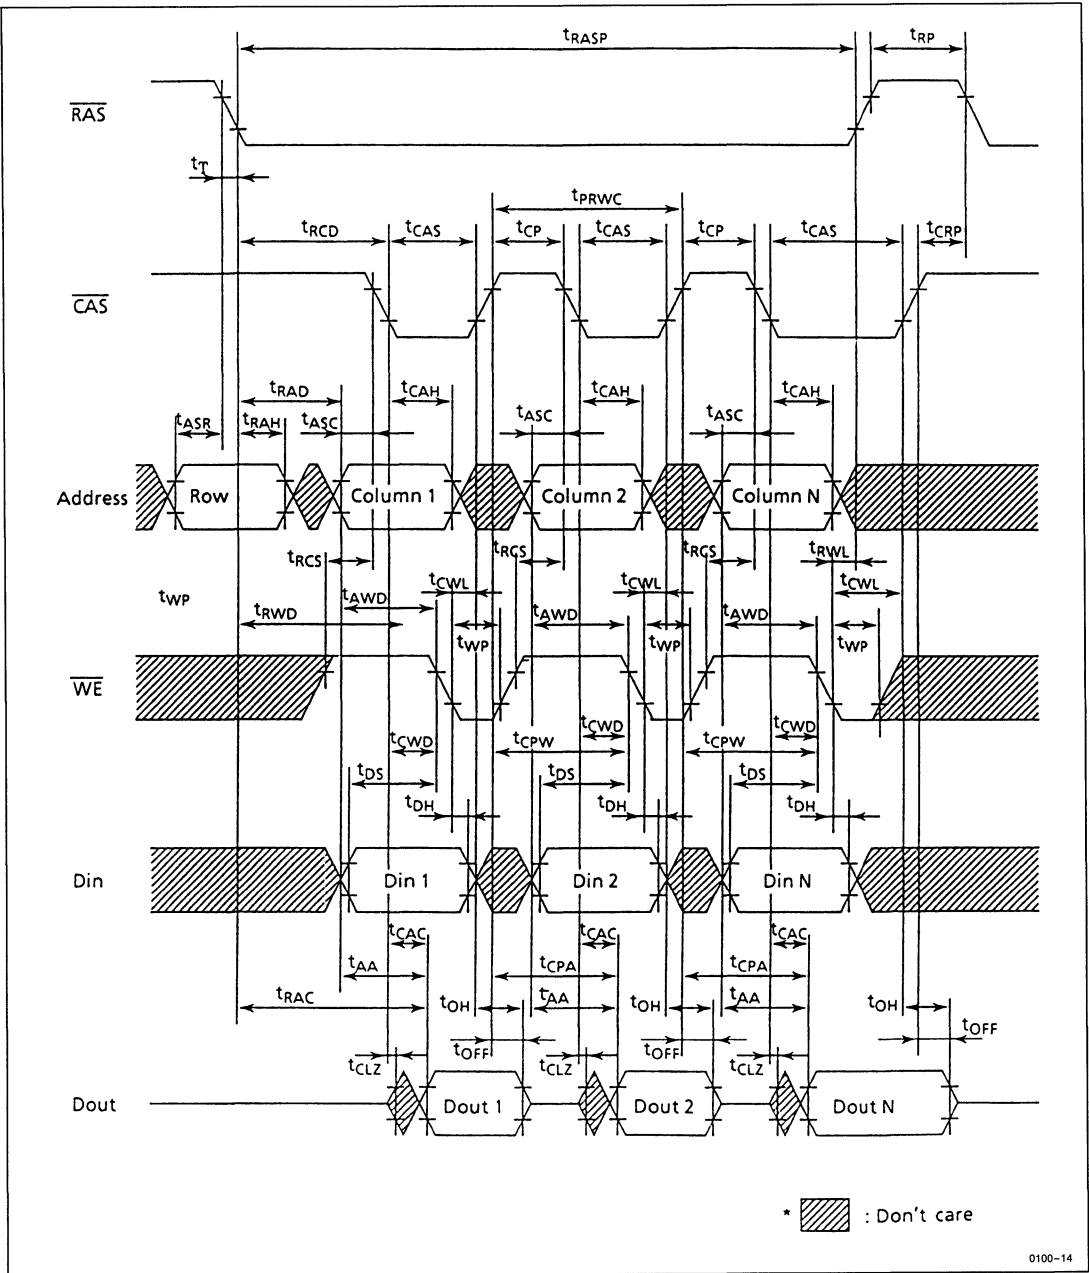 tRASP tRP
RAS
tT
tPRWC
tRCD tCAS tCP tCAS tCP tCAS tCRP
CAS
tRAD tCAH tCAH tCAH
tASR tRAH tASC tASC tASC
Address Row Column 1 Column 2 Column N
tRCS tRCS tRCS tRWL
tCWL tCWL tCWL
tWP tAWD tAWD tAWD
tRWD tWP tWP tWP
WE
tCWD tCPW tCWD tCPW tCWD
tDS tDS tDS
tDH tDH tDH
Din Din 1 Din 2 Din N
tCAC tCAC tCAC
tAA tCPA tCPA
tRAC tOH tAA tOH tAA tOH
tOFF tOFF tOFF
tCLZ tCLZ tCLZ
Dout Dout 1 Dout 2 Dout N
* : Don't care
0100–14